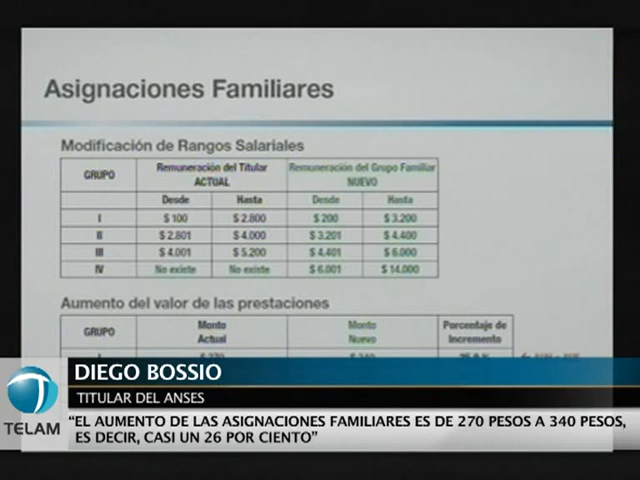 Asignaciones Familiares
Modificación de Rangos Salariales
GRUPO Remuneración del Titular ACTUAL Remuneración del Grupo Familiar NUEVO
Desde Hasta Desde Hasta
I $ 100 $ 2.800 $ 200 $ 3.200
II $ 2.801 $ 4.000 $ 3.201 $ 4.400
III $ 4.001 $ 5.200 $ 4.401 $ 6.000
IV No existe No existe $ 6.001 $ 14.000
Aumento del valor de las prestaciones
GRUPO Monto Actual Monto Nuevo Porcentaje de Incremento
DIEGO BOSSIO
TITULAR DEL ANSES
TELAM
“EL AUMENTO DE LAS ASIGNACIONES FAMILIARES ES DE 270 PESOS A 340 PESOS,
ES DECIR, CASI UN 26 POR CIENTO”